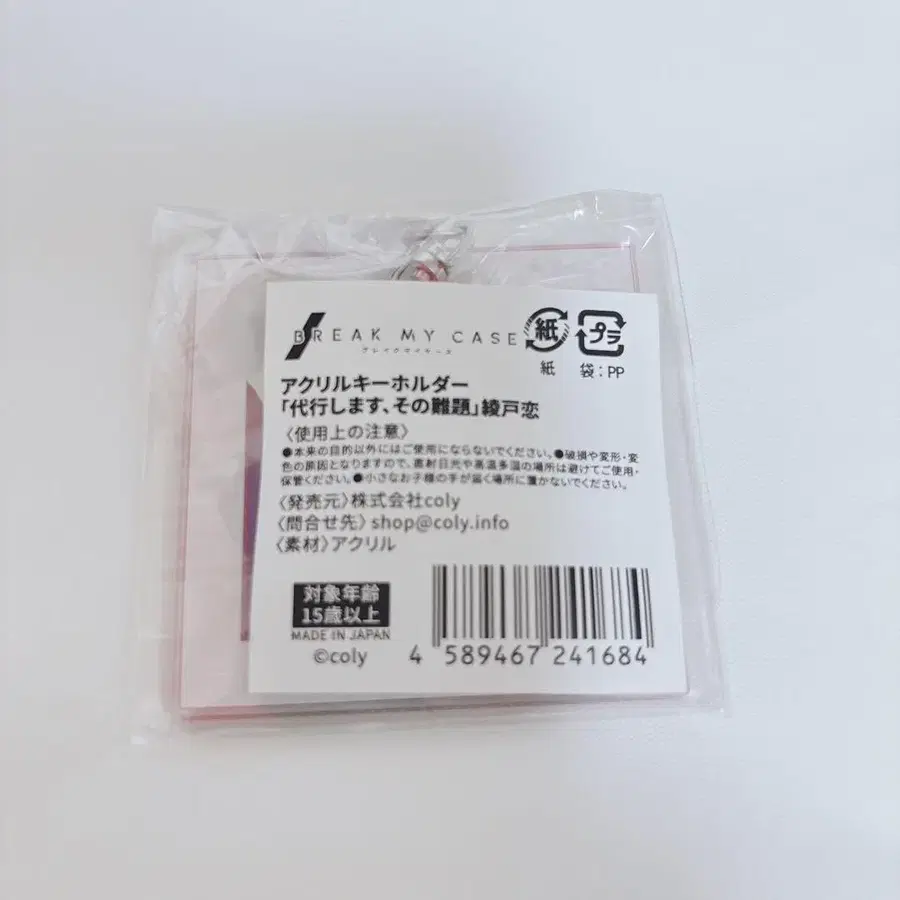 BREAK MY CASE
ブレイクマイケース
紙
プラ
紙 袋:PP
アクリルキーホルダー
「代行します、その難題」綾戸恋
〈使用上の注意〉
●本来の目的以外にはご使用にならないでください。●破損や変形・変
色の原因となりますので、直射日光や高温多湿の場所は避けてご使用・
保管ください。●小さなお子様の手が届く場所に置かないでください。
〈発売元〉株式会社coly
〈問合せ先〉shop@coly.info
〈素材〉アクリル
対象年齢
15歳以上
MADE IN JAPAN
©coly
4 589467 241684